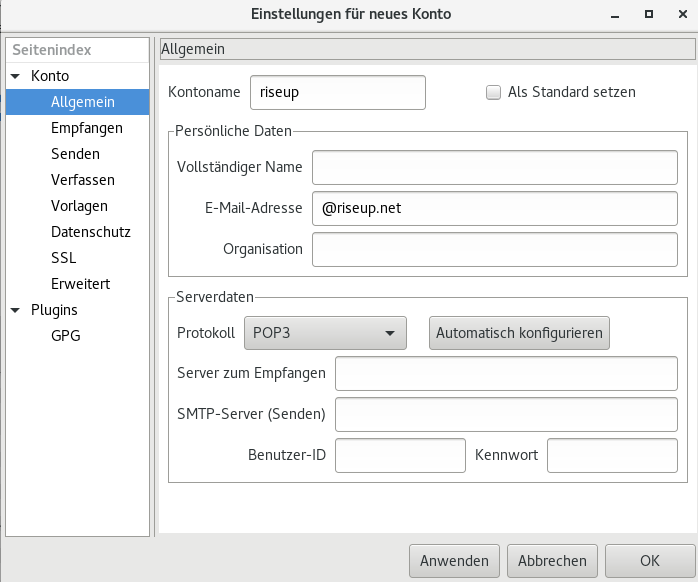 Einstellungen für neues Konto
Seitenindex
Konto
Allgemein
Empfangen
Senden
Verfassen
Vorlagen
Datenschutz
SSL
Erweitert
Plugins
GPG
Allgemein
Kontoname riseup Als Standard setzen
Persönliche Daten
Vollständiger Name
E-Mail-Adresse @riseup.net
Organisation
Serverdaten
Protokoll POP3 Automatisch konfigurieren
Server zum Empfangen
SMTP-Server (Senden)
Benutzer-ID Kennwort
Anwenden Abbrechen OK